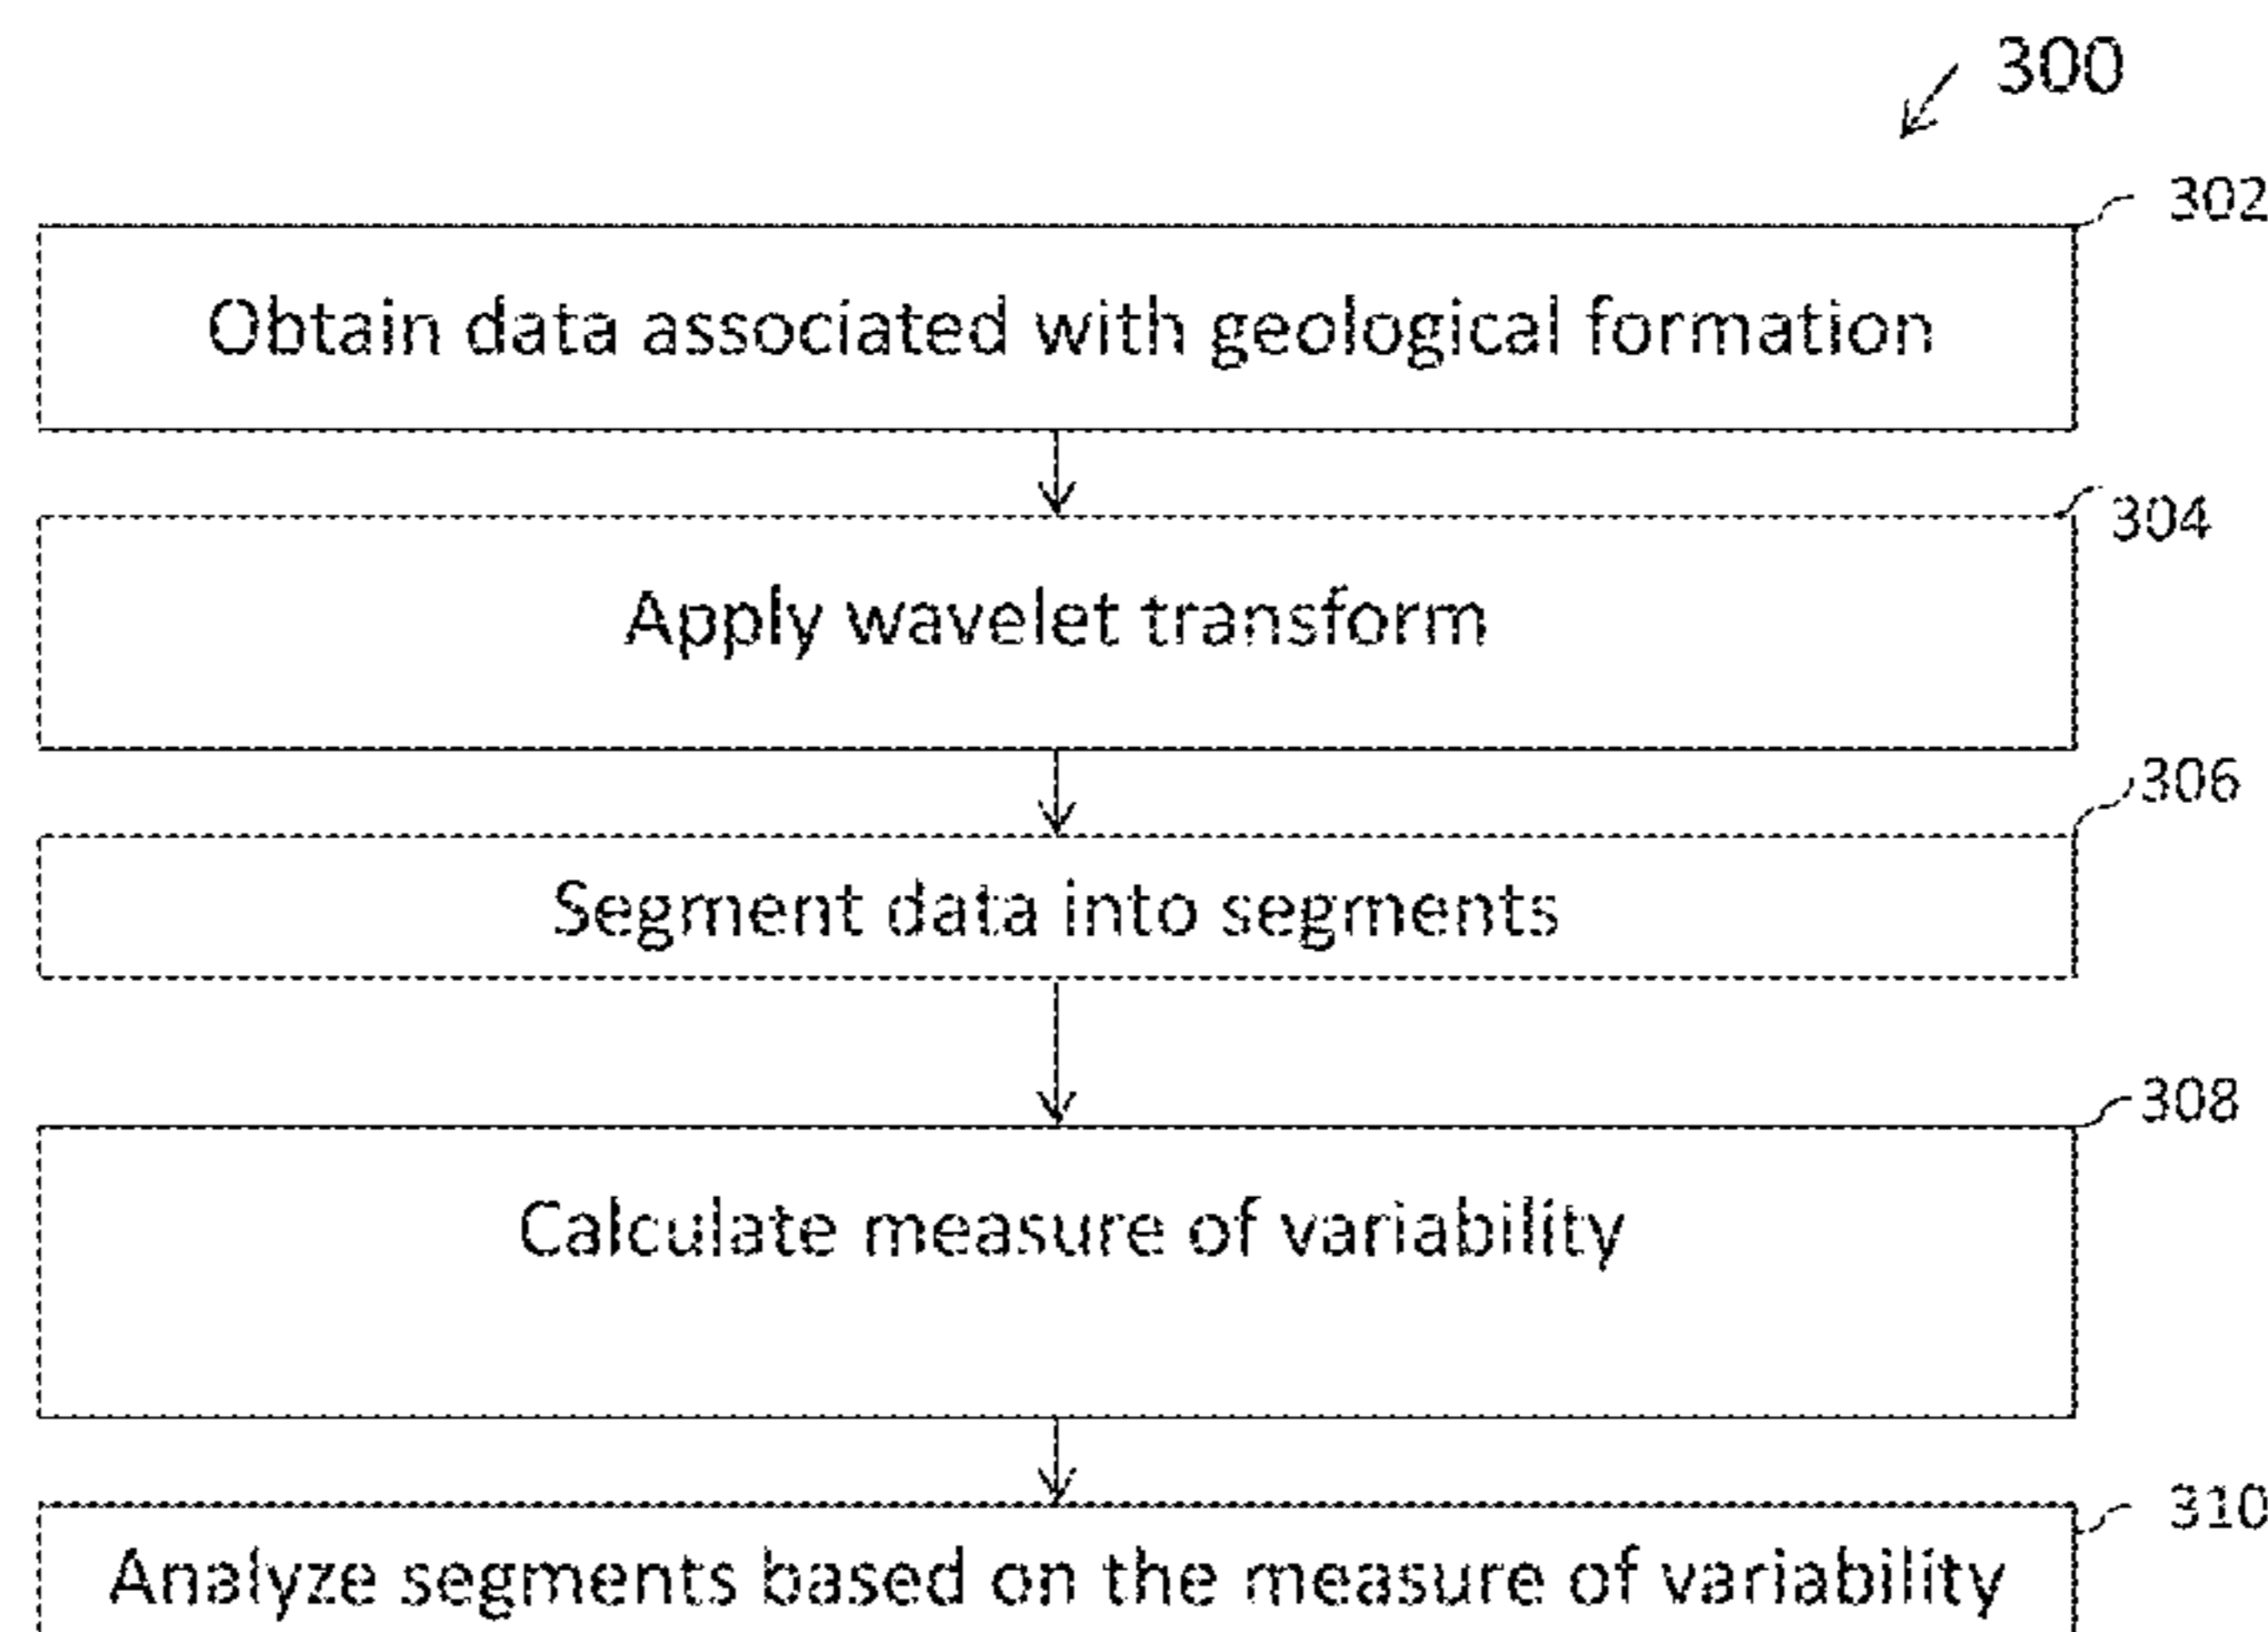 300
302
Obtain data associated with geological formation
304
Apply wavelet transform
306
Segment data into segments
308
Calculate measure of variability
310
Analyze segments based on the measure of variability